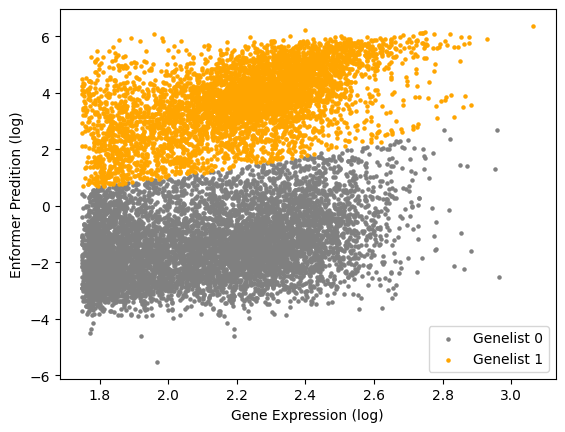 6
4
2
0
−2
−4
−6
Enformer Predition (log)
1.8 2.0 2.2 2.4 2.6 2.8 3.0
Gene Expression (log)
Genelist 0
Genelist 1